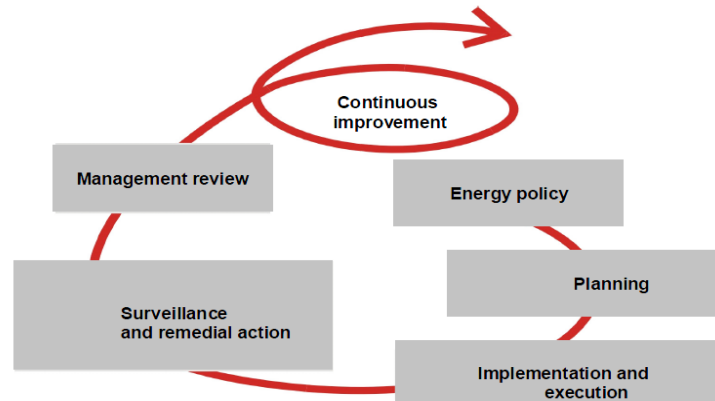 Continuous
improvement
Management review
Energy policy
Planning
Surveillance
and remedial action
Implementation and
execution